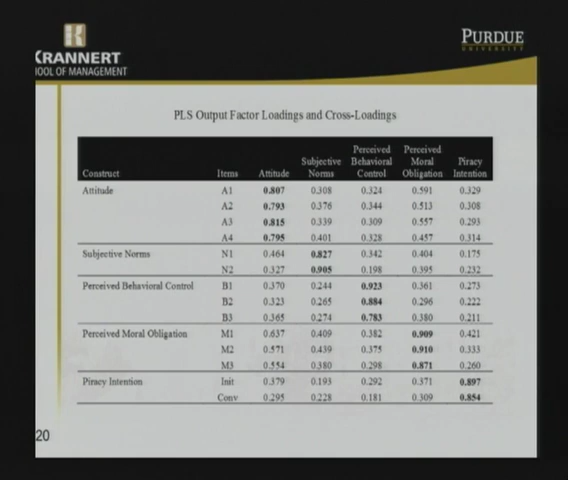 KRANNERT
OOL OF MANAGEMENT
PURDUE
UNIVERSITY
PLS Output Factor Loadings and Cross-Loadings
Construct Items Attitude Subjective Norms Perceived Behavioral Control Perceived Moral Obligation Piracy Intention
Attitude A1 0.807 0.308 0.324 0.591 0.329
A2 0.793 0.376 0.344 0.513 0.308
A3 0.815 0.339 0.309 0.557 0.293
A4 0.795 0.401 0.328 0.457 0.314
Subjective Norms N1 0.464 0.827 0.342 0.404 0.175
N2 0.327 0.905 0.198 0.395 0.232
Perceived Behavioral Control B1 0.370 0.244 0.923 0.361 0.273
B2 0.323 0.265 0.884 0.296 0.222
B3 0.365 0.274 0.783 0.380 0.211
Perceived Moral Obligation M1 0.637 0.409 0.382 0.909 0.421
M2 0.571 0.439 0.375 0.910 0.333
M3 0.554 0.380 0.298 0.871 0.260
Piracy Intention Init 0.379 0.193 0.292 0.371 0.897
Conv 0.295 0.228 0.181 0.309 0.854
20